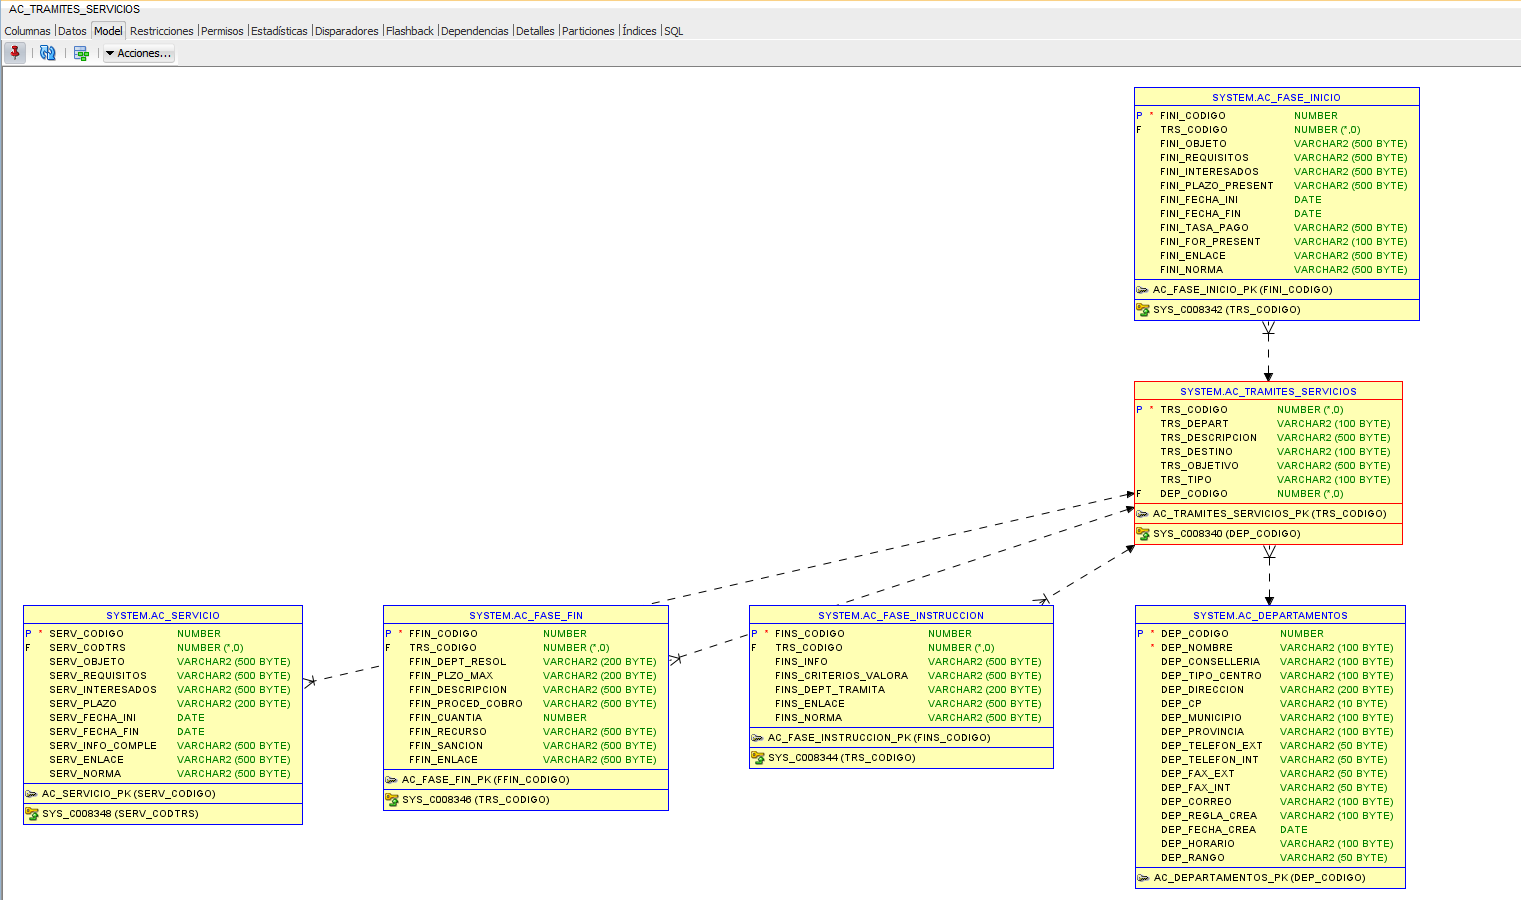 AC_TRAMITES_SERVICIOS
Columnas Datos Model Restricciones Permisos Estadísticas Disparadores Flashback Dependencias Detalles Particiones Índices SQL
Acciones...
SYSTEM.AC_FASE_INICIO
P * FINI_CODIGO NUMBER
F TRS_CODIGO NUMBER (*,0)
FINI_OBJETO VARCHAR2 (500 BYTE)
FINI_REQUISITOS VARCHAR2 (500 BYTE)
FINI_INTERESADOS VARCHAR2 (500 BYTE)
FINI_PLAZO_PRESENT VARCHAR2 (500 BYTE)
FINI_FECHA_INI DATE
FINI_FECHA_FIN DATE
FINI_TASA_PAGO VARCHAR2 (500 BYTE)
FINI_FOR_PRESENT VARCHAR2 (100 BYTE)
FINI_ENLACE VARCHAR2 (500 BYTE)
FINI_NORMA VARCHAR2 (500 BYTE)
AC_FASE_INICIO_PK (FINI_CODIGO)
SYS_C008342 (TRS_CODIGO)
SYSTEM.AC_TRAMITES_SERVICIOS
P * TRS_CODIGO NUMBER (*,0)
TRS_DEPART VARCHAR2 (100 BYTE)
TRS_DESCRIPCION VARCHAR2 (500 BYTE)
TRS_DESTINO VARCHAR2 (100 BYTE)
TRS_OBJETIVO VARCHAR2 (500 BYTE)
TRS_TIPO VARCHAR2 (100 BYTE)
F DEP_CODIGO NUMBER (*,0)
AC_TRAMITES_SERVICIOS_PK (TRS_CODIGO)
SYS_C008340 (DEP_CODIGO)
SYSTEM.AC_SERVICIO
P * SERV_CODIGO NUMBER
F SERV_CODTRS NUMBER (*,0)
SERV_OBJETO VARCHAR2 (500 BYTE)
SERV_REQUISITOS VARCHAR2 (500 BYTE)
SERV_INTERESADOS VARCHAR2 (500 BYTE)
SERV_PLAZO VARCHAR2 (200 BYTE)
SERV_FECHA_INI DATE
SERV_FECHA_FIN DATE
SERV_INFO_COMPLE VARCHAR2 (500 BYTE)
SERV_ENLACE VARCHAR2 (500 BYTE)
SERV_NORMA VARCHAR2 (500 BYTE)
AC_SERVICIO_PK (SERV_CODIGO)
SYS_C008348 (SERV_CODTRS)
SYSTEM.AC_FASE_FIN
P * FFIN_CODIGO NUMBER
F TRS_CODIGO NUMBER (*,0)
FFIN_DEPT_RESOL VARCHAR2 (200 BYTE)
FFIN_PLZO_MAX VARCHAR2 (200 BYTE)
FFIN_DESCRIPCION VARCHAR2 (500 BYTE)
FFIN_PROCED_COBRO VARCHAR2 (500 BYTE)
FFIN_CUANTIA NUMBER
FFIN_RECURSO VARCHAR2 (500 BYTE)
FFIN_SANCION VARCHAR2 (500 BYTE)
FFIN_ENLACE VARCHAR2 (500 BYTE)
AC_FASE_FIN_PK (FFIN_CODIGO)
SYS_C008346 (TRS_CODIGO)
SYSTEM.AC_FASE_INSTRUCCION
P * FINS_CODIGO NUMBER
F TRS_CODIGO NUMBER (*,0)
FINS_INFO VARCHAR2 (500 BYTE)
FINS_CRITERIOS_VALORA VARCHAR2 (500 BYTE)
FINS_DEPT_TRAMITA VARCHAR2 (200 BYTE)
FINS_ENLACE VARCHAR2 (500 BYTE)
FINS_NORMA VARCHAR2 (500 BYTE)
AC_FASE_INSTRUCCION_PK (FINS_CODIGO)
SYS_C008344 (TRS_CODIGO)
SYSTEM.AC_DEPARTAMENTOS
P * DEP_CODIGO NUMBER
* DEP_NOMBRE VARCHAR2 (100 BYTE)
DEP_CONSELLERIA VARCHAR2 (100 BYTE)
DEP_TIPO_CENTRO VARCHAR2 (100 BYTE)
DEP_DIRECCION VARCHAR2 (200 BYTE)
DEP_CP VARCHAR2 (10 BYTE)
DEP_MUNICIPIO VARCHAR2 (100 BYTE)
DEP_PROVINCIA VARCHAR2 (100 BYTE)
DEP_TELEFON_EXT VARCHAR2 (50 BYTE)
DEP_TELEFON_INT VARCHAR2 (50 BYTE)
DEP_FAX_EXT VARCHAR2 (50 BYTE)
DEP_FAX_INT VARCHAR2 (50 BYTE)
DEP_CORREO VARCHAR2 (100 BYTE)
DEP_REGLA_CREA VARCHAR2 (100 BYTE)
DEP_FECHA_CREA DATE
DEP_HORARIO VARCHAR2 (100 BYTE)
DEP_RANGO VARCHAR2 (50 BYTE)
AC_DEPARTAMENTOS_PK (DEP_CODIGO)